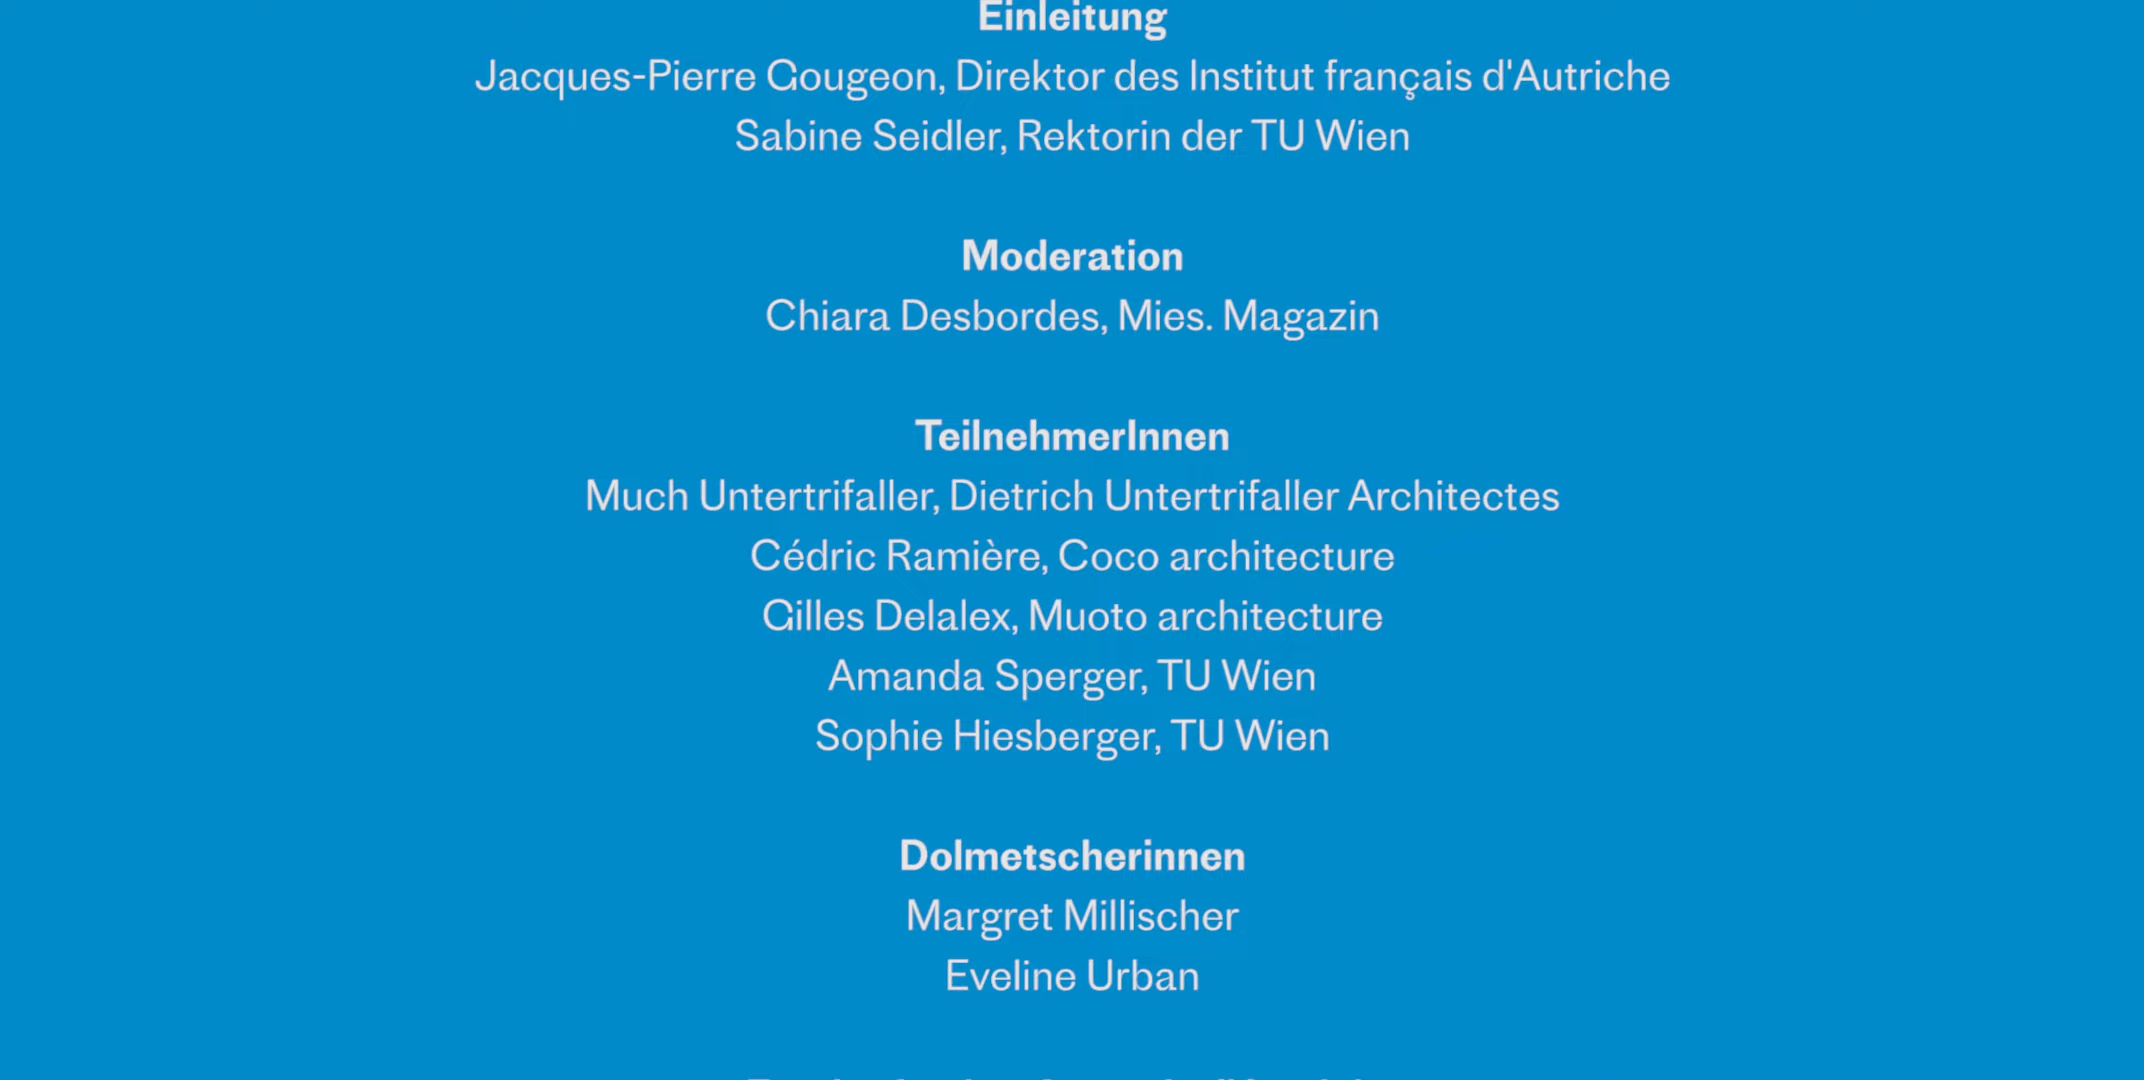 Einleitung
Jacques-Pierre Gougeon, Direktor des Institut français d'Autriche
Sabine Seidler, Rektorin der TU Wien
Moderation
Chiara Desbordes, Mies. Magazin
TeilnehmerInnen
Much Untertrifaller, Dietrich Untertrifaller Architectes
Cédric Ramière, Coco architecture
Gilles Delalex, Muoto architecture
Amanda Sperger, TU Wien
Sophie Hiesberger, TU Wien
Dolmetscherinnen
Margret Millischer
Eveline Urban